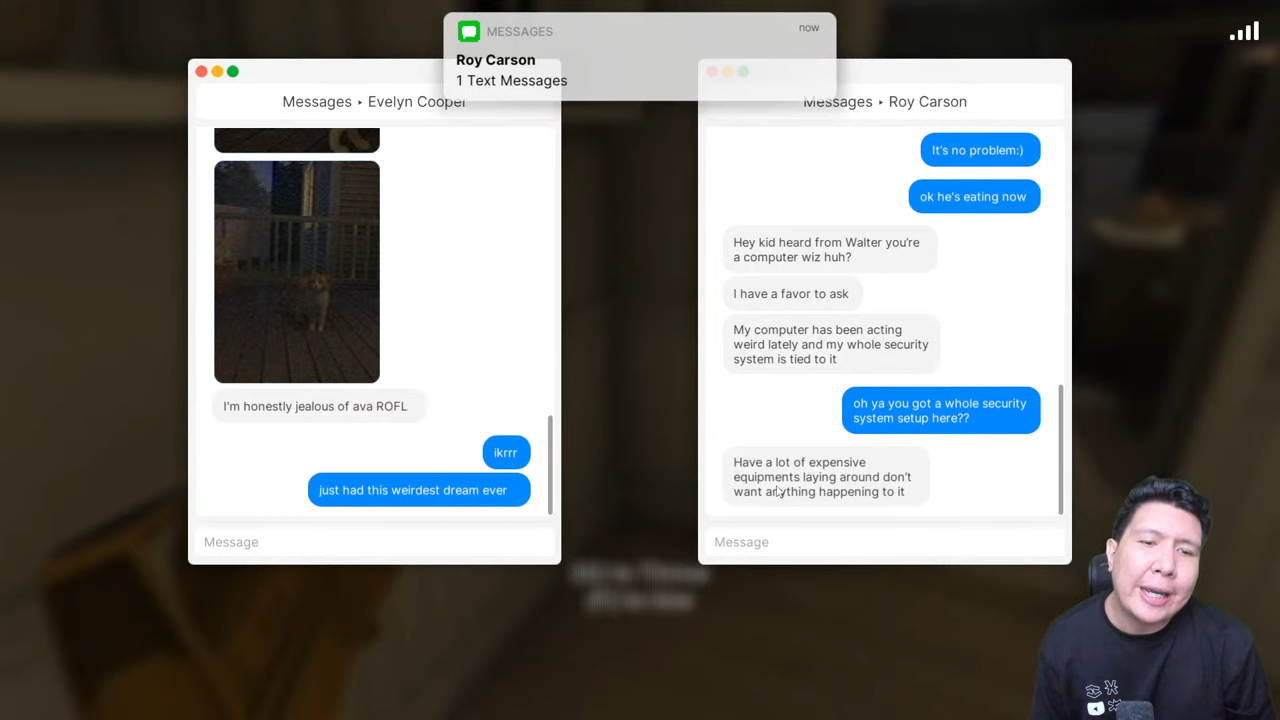 MESSAGES
now
Roy Carson
1 Text Messages
Messages ▸ Evelyn Cooper
I'm honestly jealous of ava ROFL
ikrrr
just had this weirdest dream ever
Message
Messages ▸ Roy Carson
It's no problem:)
ok he's eating now
Hey kid heard from Walter you're
a computer wiz huh?
I have a favor to ask
My computer has been acting
weird lately and my whole security
system is tied to it
oh ya you got a whole security
system setup here??
Have a lot of expensive
equipments laying around don't
want anything happening to it
Message